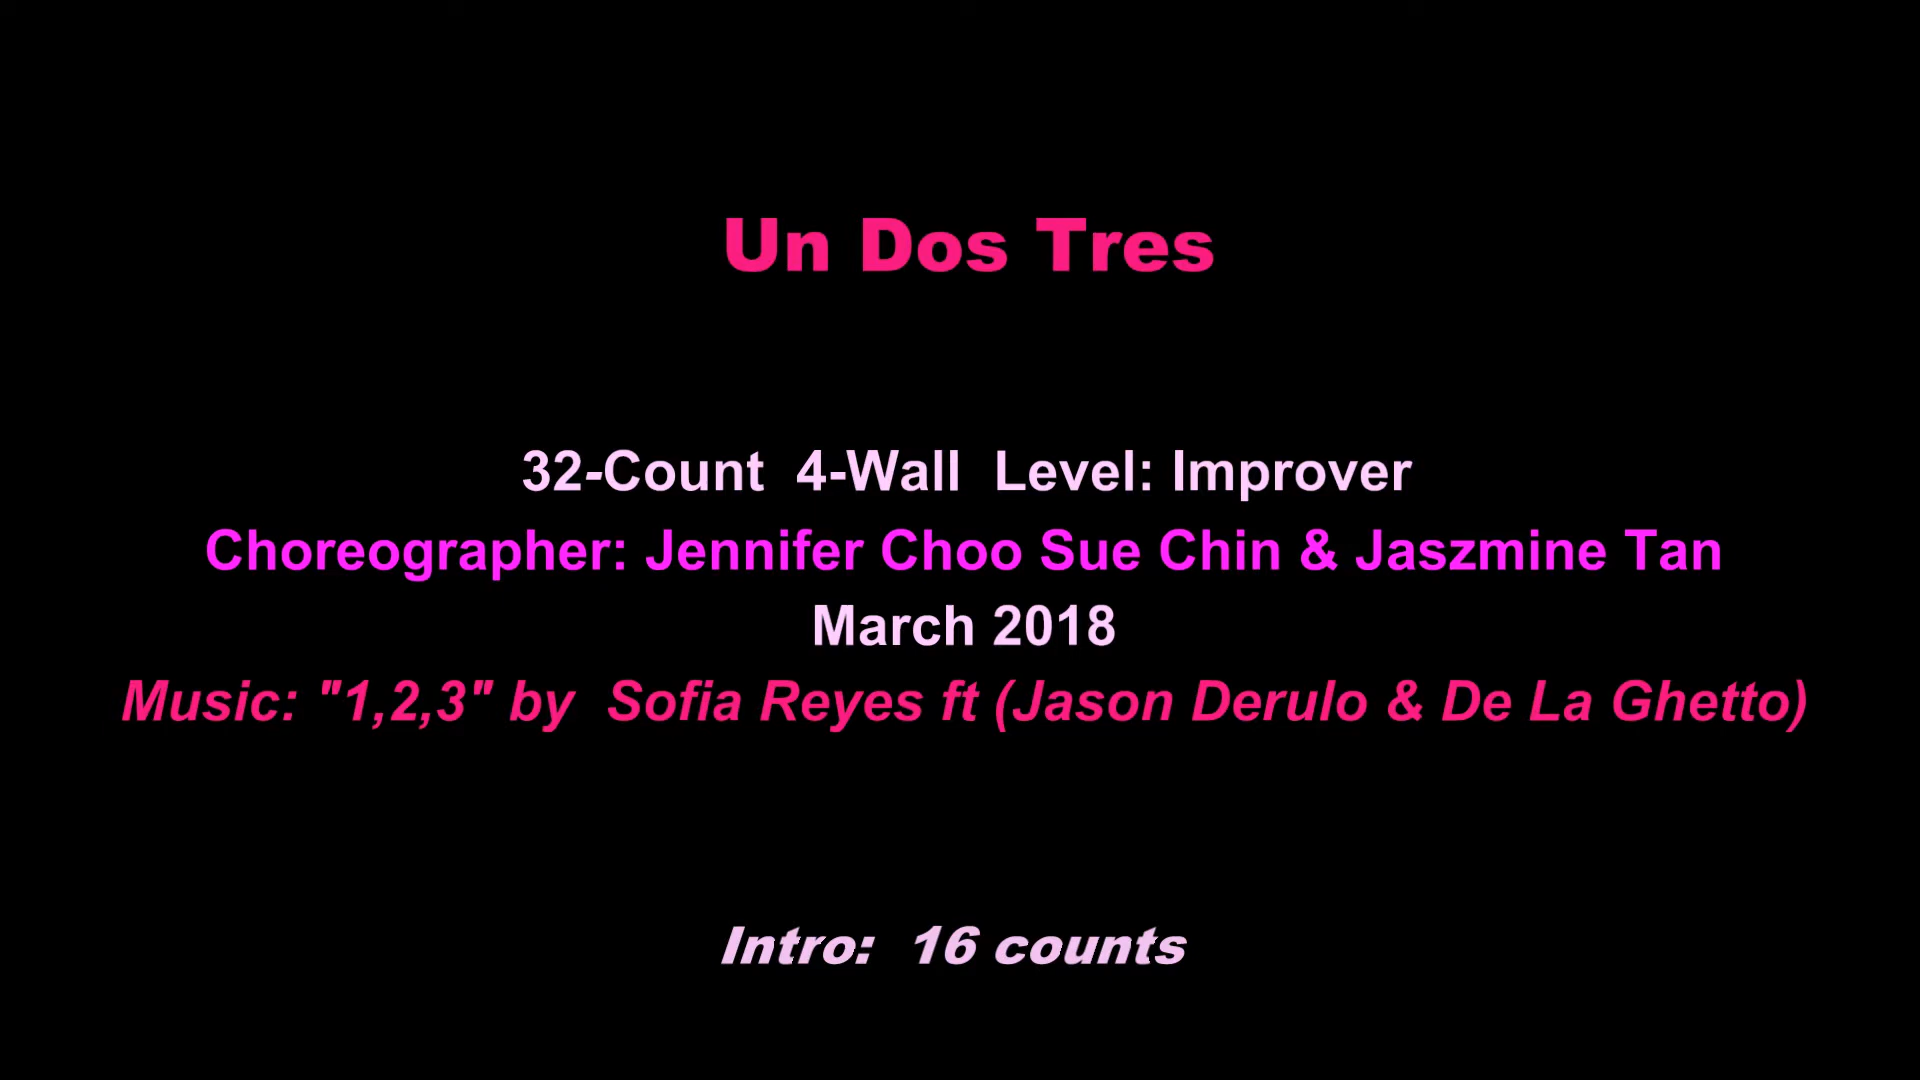 Un Dos Tres
32-Count 4-Wall Level: Improver
Choreographer: Jennifer Choo Sue Chin & Jaszmine Tan
March 2018
Music: "1,2,3" by Sofia Reyes ft (Jason Derulo & De La Ghetto)
Intro: 16 counts